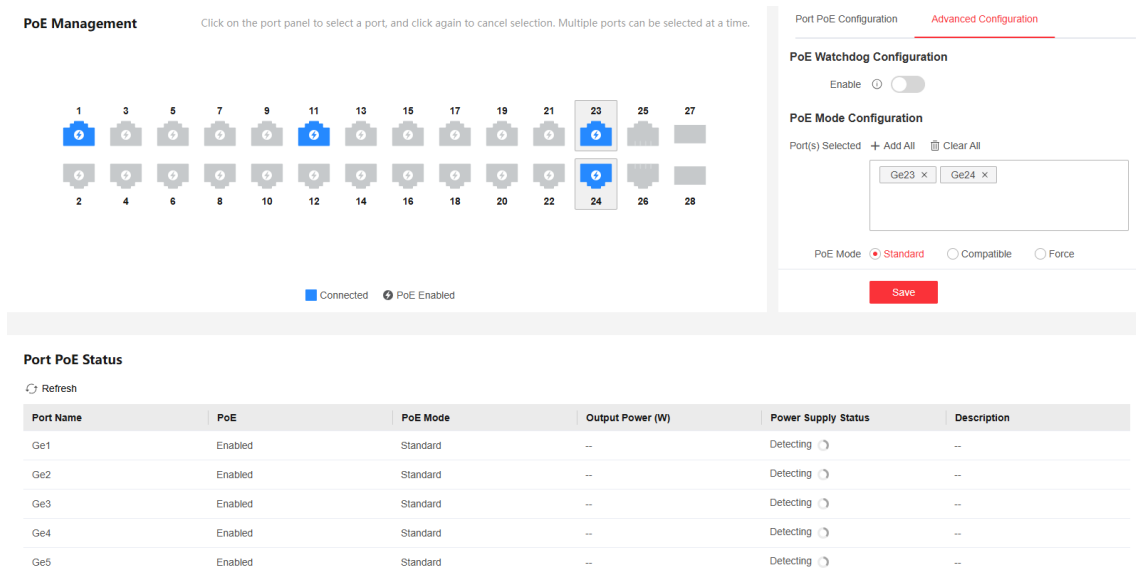 PoE Management
Click on the port panel to select a port, and click again to cancel selection. Multiple ports can be selected at a time.
1 3 5 7 9 11 13 15 17 19 21 23 25 27
2 4 6 8 10 12 14 16 18 20 22 24 26 28
Connected PoE Enabled
Port PoE Configuration Advanced Configuration
PoE Watchdog Configuration
Enable
PoE Mode Configuration
Port(s) Selected + Add All Clear All
Ge23 × Ge24 ×
PoE Mode Standard Compatible Force
Save
Port PoE Status
Refresh
Port Name PoE PoE Mode Output Power (W) Power Supply Status Description
Ge1 Enabled Standard -- Detecting --
Ge2 Enabled Standard -- Detecting --
Ge3 Enabled Standard -- Detecting --
Ge4 Enabled Standard -- Detecting --
Ge5 Enabled Standard -- Detecting --